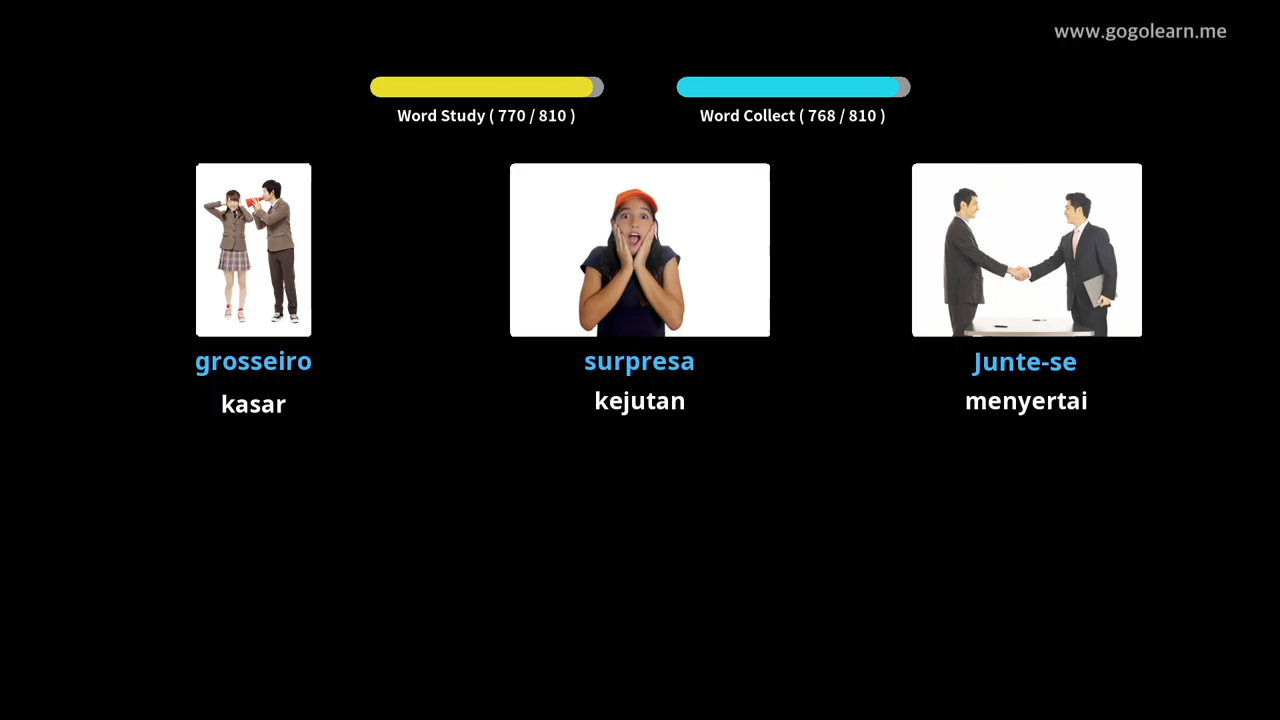 www.gogolearn.me
Word Study ( 770 / 810 )
Word Collect ( 768 / 810 )
grosseiro
kasar
surpresa
kejutan
Junte-se
menyertai